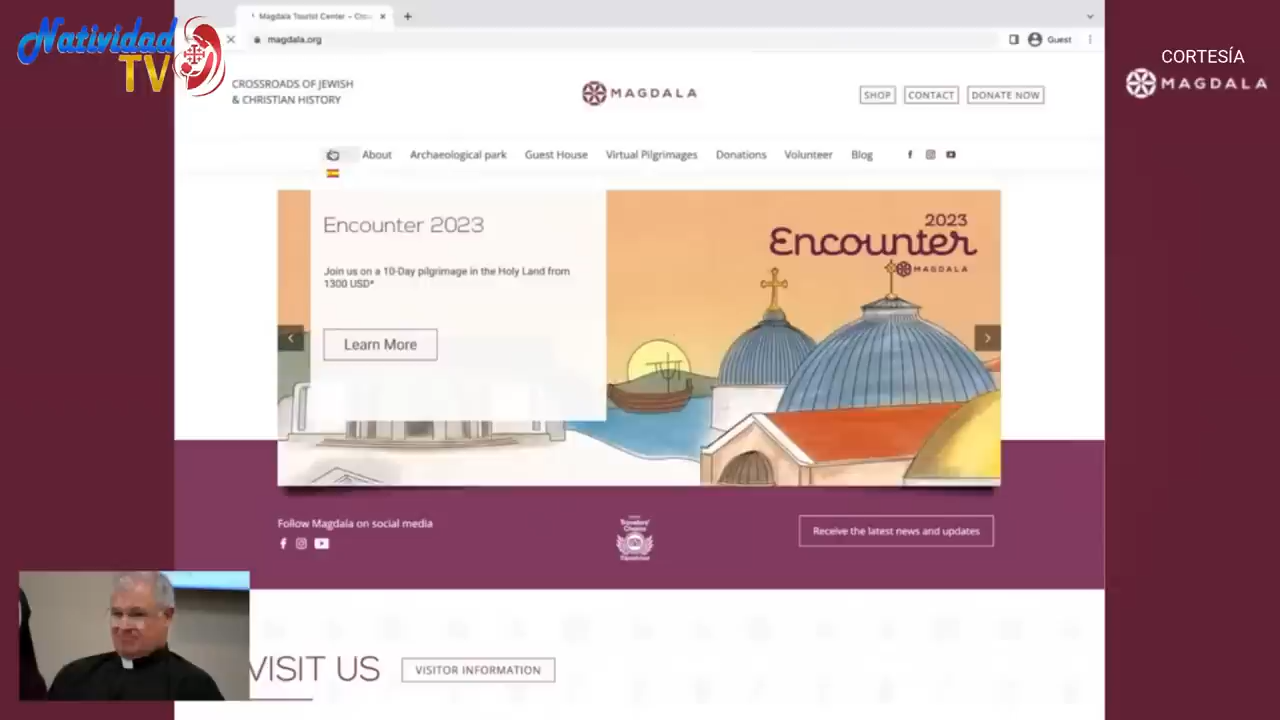 Natividad
TV
CORTESÍA
MAGDALA
Magdala Tourist Center – Cro
magdala.org
Guest
CROSSROADS OF JEWISH
& CHRISTIAN HISTORY
MAGDALA
SHOP
CONTACT
DONATE NOW
About
Archaeological park
Guest House
Virtual Pilgrimages
Donations
Volunteer
Blog
Encounter 2023
Join us on a 10-Day pilgrimage in the Holy Land from
1300 USD*
Learn More
2023
Encounter
MAGDALA
Follow Magdala on social media
Travelers'
Choice
Receive the latest news and updates
VISIT US
VISITOR INFORMATION